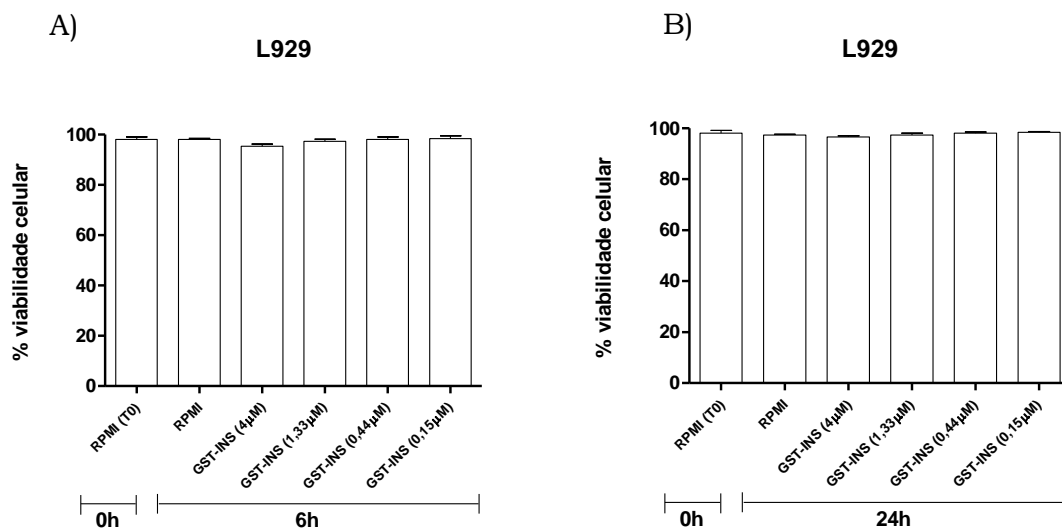 A)
L929
% viabilidade celular
100
80
60
40
20
0
RPMI (T0)
RPMI
GST-INS (4µM)
GST-INS (1,33µM)
GST-INS (0,44µM)
GST-INS (0,15µM)
0h
6h
B)
L929
% viabilidade celular
100
80
60
40
20
0
RPMI (T0)
RPMI
GST-INS (4µM)
GST-INS (1,33µM)
GST-INS (0,44µM)
GST-INS (0,15µM)
0h
24h